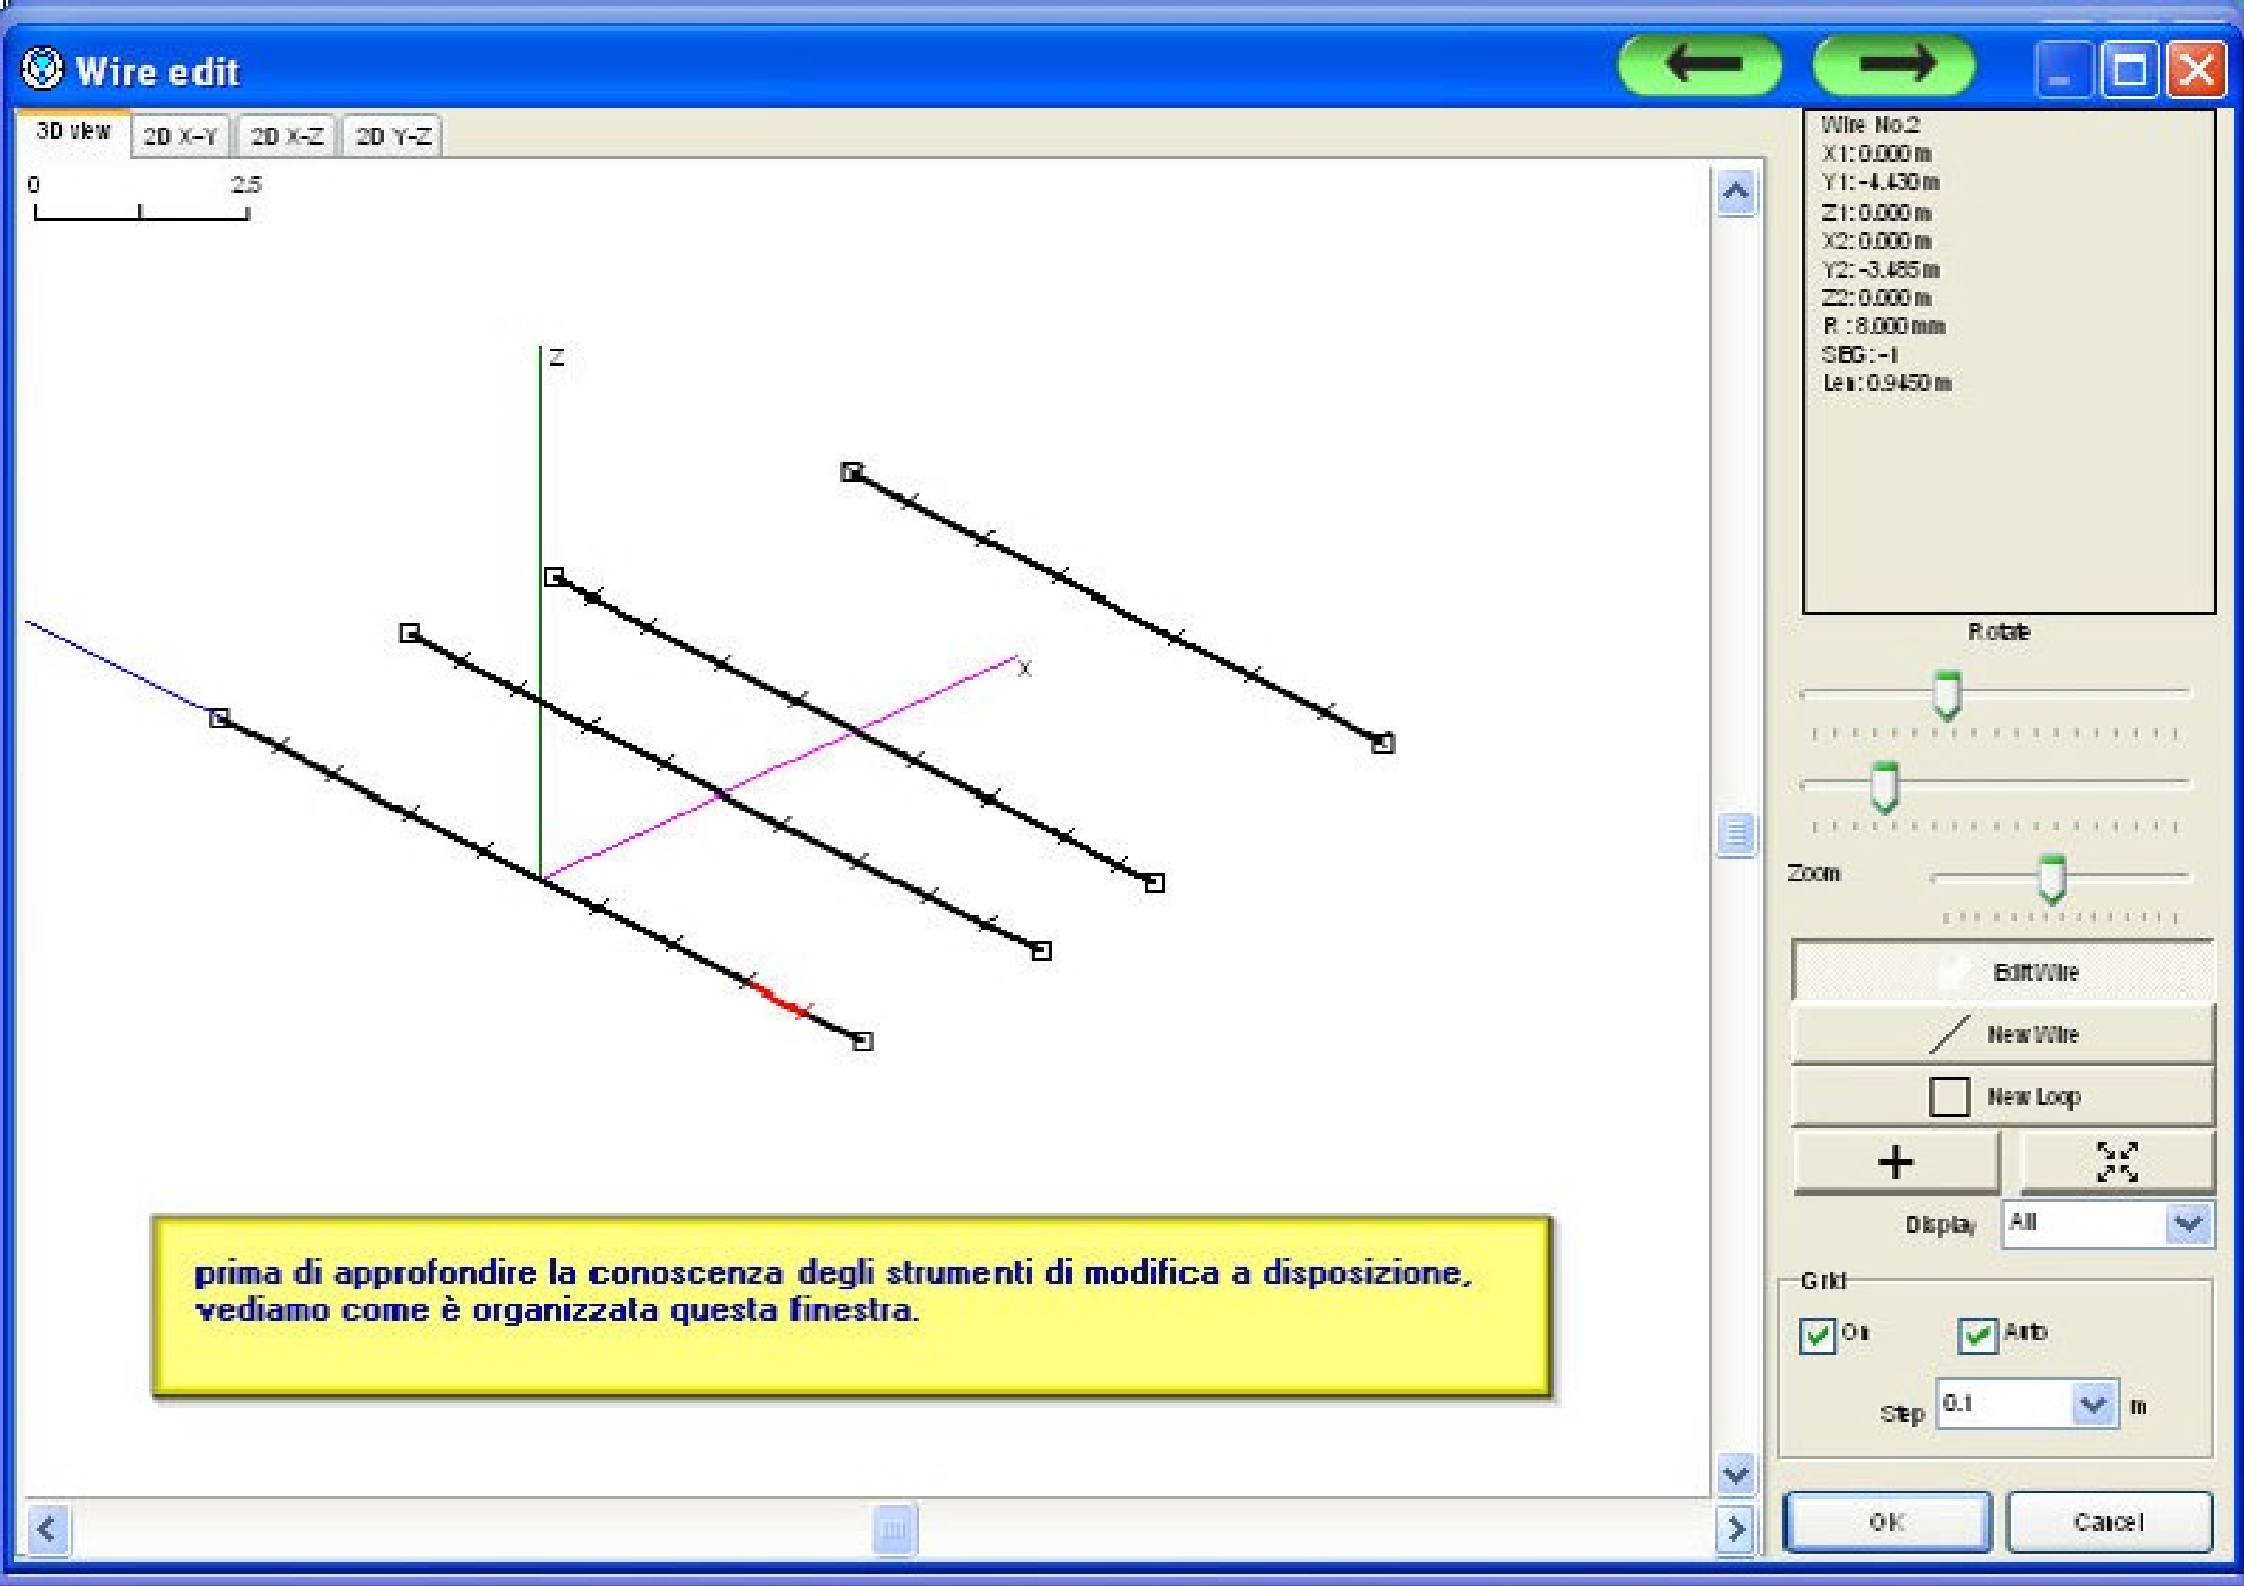 Wire edit
3D view 2D X-Y 2D X-Z 2D Y-Z
0 2.5
Z
X
Wire No.2
X1:0.000 m
Y1:-4.430 m
Z1:0.000 m
X2:0.000 m
Y2:-3.485 m
Z2:0.000 m
R :8.000 mm
SEG:-1
Len:0.9450 m
Rotate
Zoom
Edit Wire
New Wire
New Loop
Display All
Grid
On Auto
Step 0.1 m
OK Cancel
prima di approfondire la conoscenza degli strumenti di modifica a disposizione,
vediamo come è organizzata questa finestra.